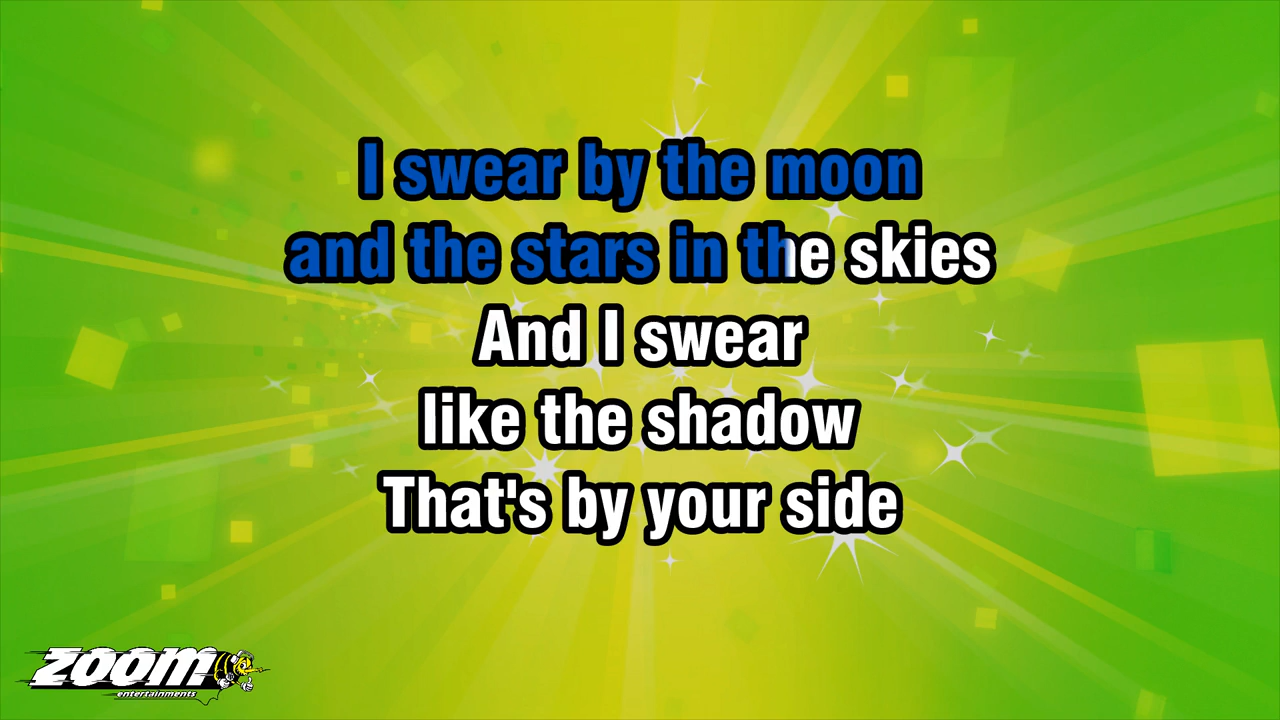 I swear by the moon
and the stars in the skies
And I swear
like the shadow
That's by your side
zoom
entertainments